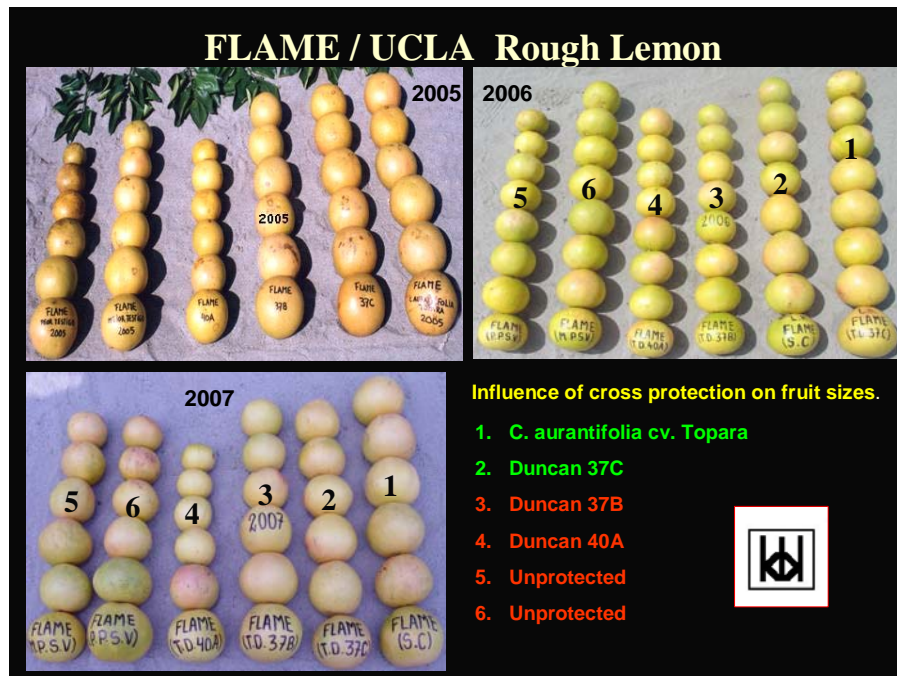 FLAME / UCLA Rough Lemon
2005
2005
FLAME
2005
FLAME
2005
FLAME
40A
FLAME
37B
FLAME
37C
FLAME
2005
2006
5
6
4
3
2
1
2006
FLAME
(P.P.S.V)
FLAME
(M.P.S.V)
FLAME
(T.D.40A)
FLAME
(T.D.37B)
FLAME
(S.C)
FLAME
(T.D.37C)
2007
5
6
4
3
2
1
2007
FLAME
(M.P.S.V)
FLAME
(P.P.S.V)
FLAME
(T.D.40A)
FLAME
(T.D.37B)
FLAME
(T.D.37C)
FLAME
(S.C)
Influence of cross protection on fruit sizes.
1. C. aurantifolia cv. Topara
2. Duncan 37C
3. Duncan 37B
4. Duncan 40A
5. Unprotected
6. Unprotected